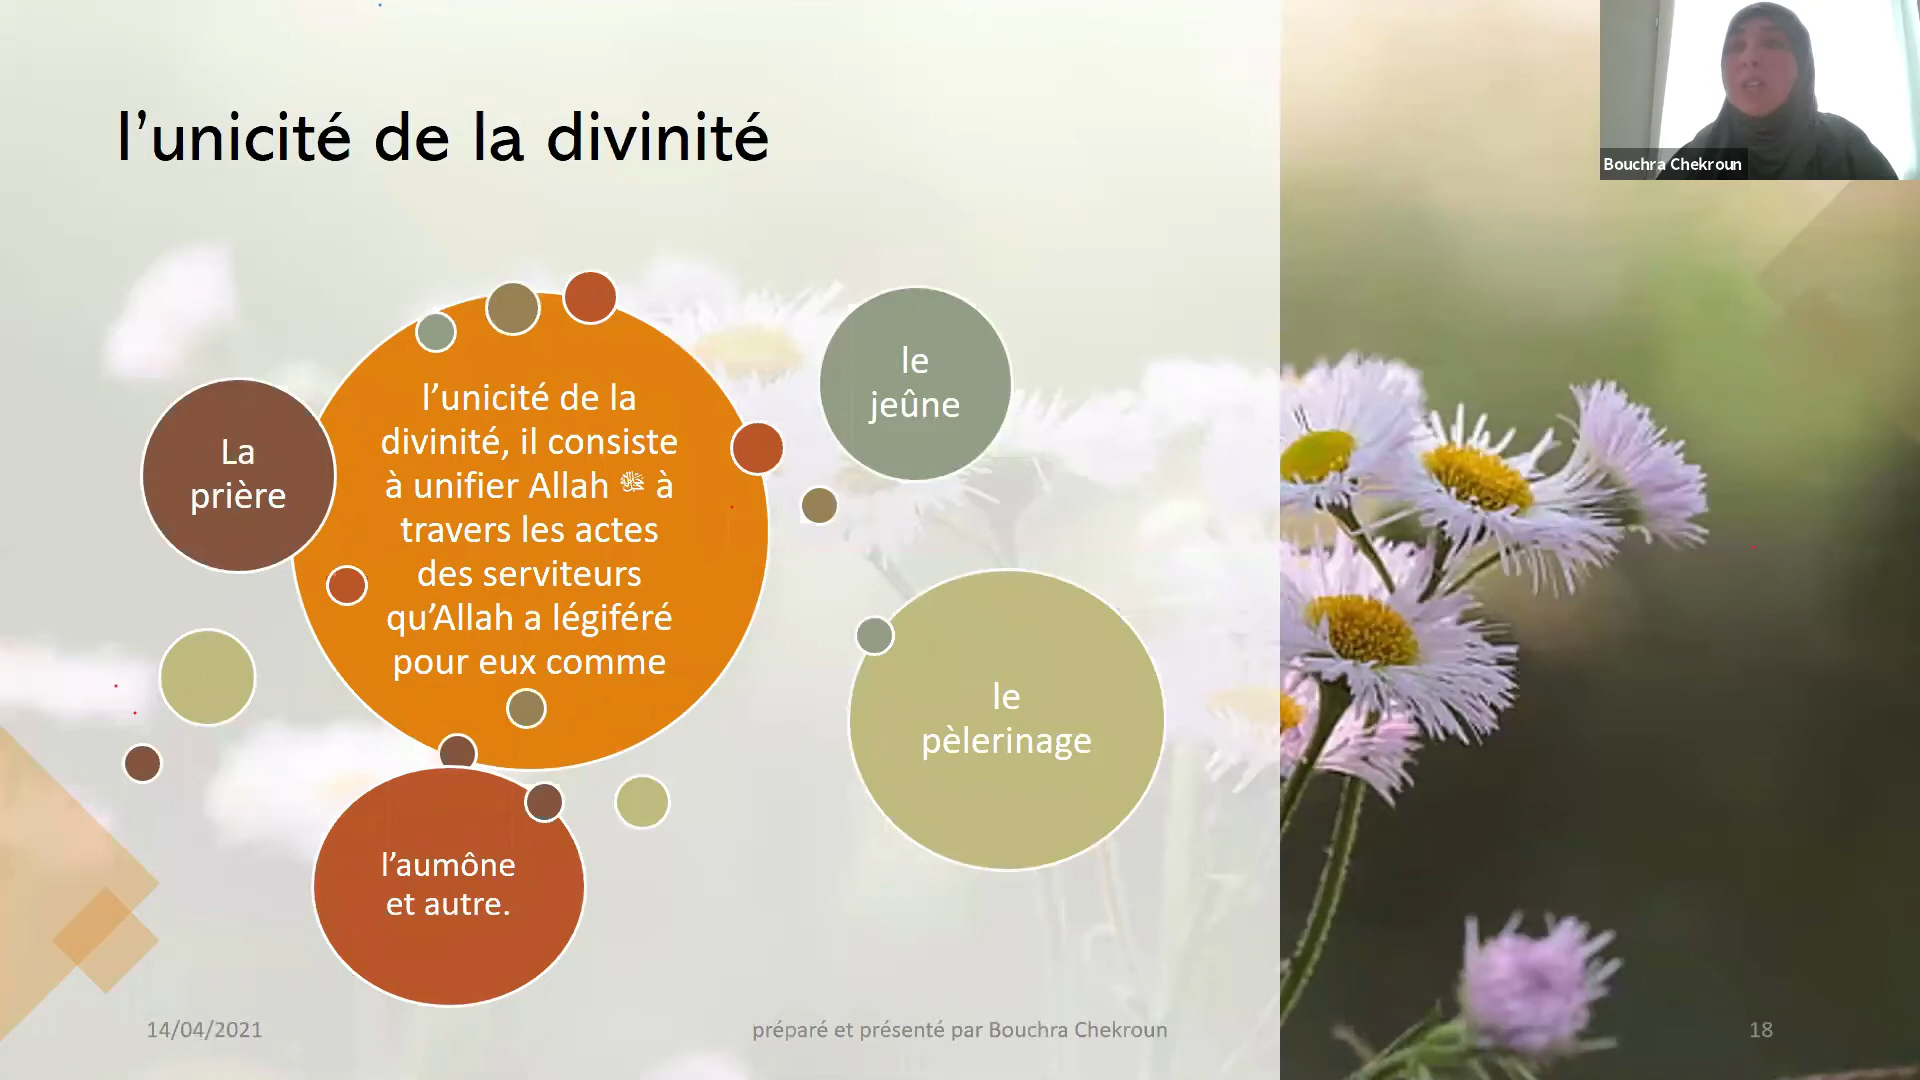 l’unicité de la divinité
Bouchra Chekroun
La
prière
l’unicité de la
divinité, il consiste
à unifier Allah ﷻ à
travers les actes
des serviteurs
qu’Allah a légiféré
pour eux comme
le
jeûne
le
pèlerinage
l’aumône
et autre.
14/04/2021
préparé et présenté par Bouchra Chekroun
18